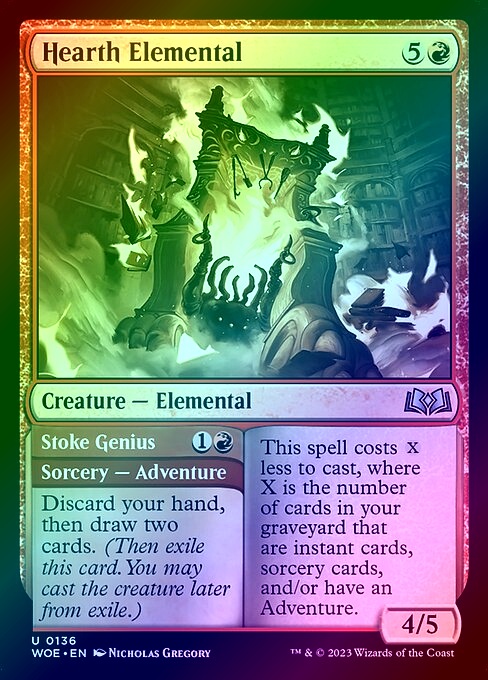 Hearth Elemental 5
Creature — Elemental
Stoke Genius 1
Sorcery — Adventure
Discard your hand,
then draw two
cards. (Then exile
this card. You may
cast the creature later
from exile.)
This spell costs X
less to cast, where
X is the number
of cards in your
graveyard that
are instant cards,
sorcery cards,
and/or have an
Adventure.
4/5
U 0136
WOE • EN Nicholas Gregory
™ & © 2023 Wizards of the Coast